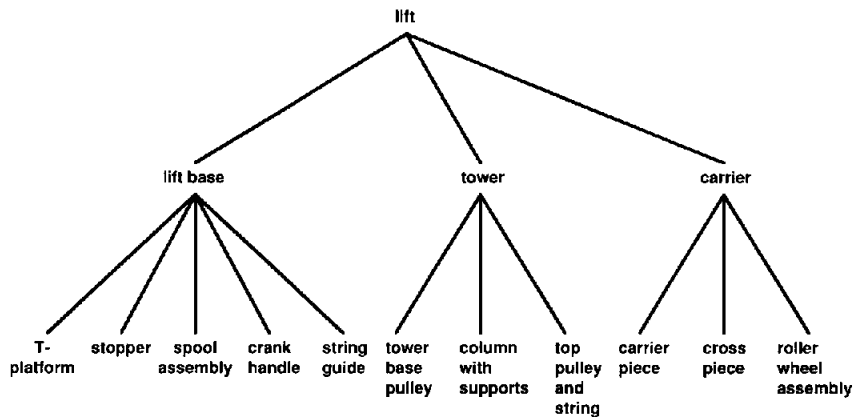 lift
lift base
tower
carrier
T-
platform
stopper
spool
assembly
crank
handle
string
guide
tower
base
pulley
column
with
supports
top
pulley
and
string
carrier
piece
cross
piece
roller
wheel
assembly